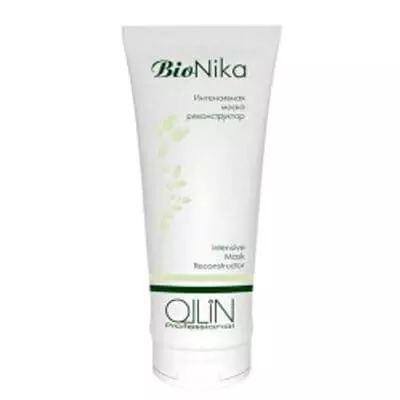 BioNika
Интенсивная
маска
реконструктор
Intensive
Mask
Reconstructor
OLLiN
Professional